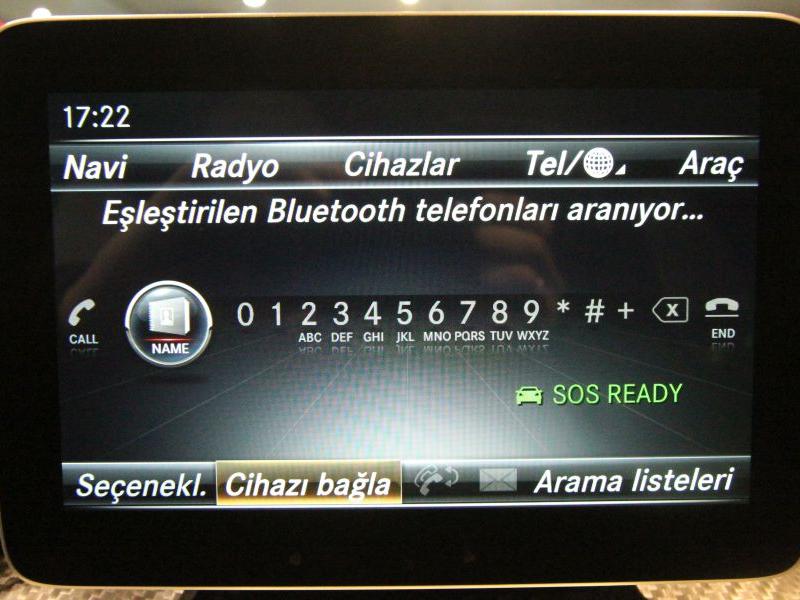 17:22
Navi Radyo Cihazlar Tel/ Araç
Eşleştirilen Bluetooth telefonları aranıyor...
CALL NAME 0 1 2 3 4 5 6 7 8 9 * # + x END
ABC DEF GHI JKL MNO PQRS TUV WXYZ
SOS READY
Seçenekl. Cihazı bağla Arama listeleri